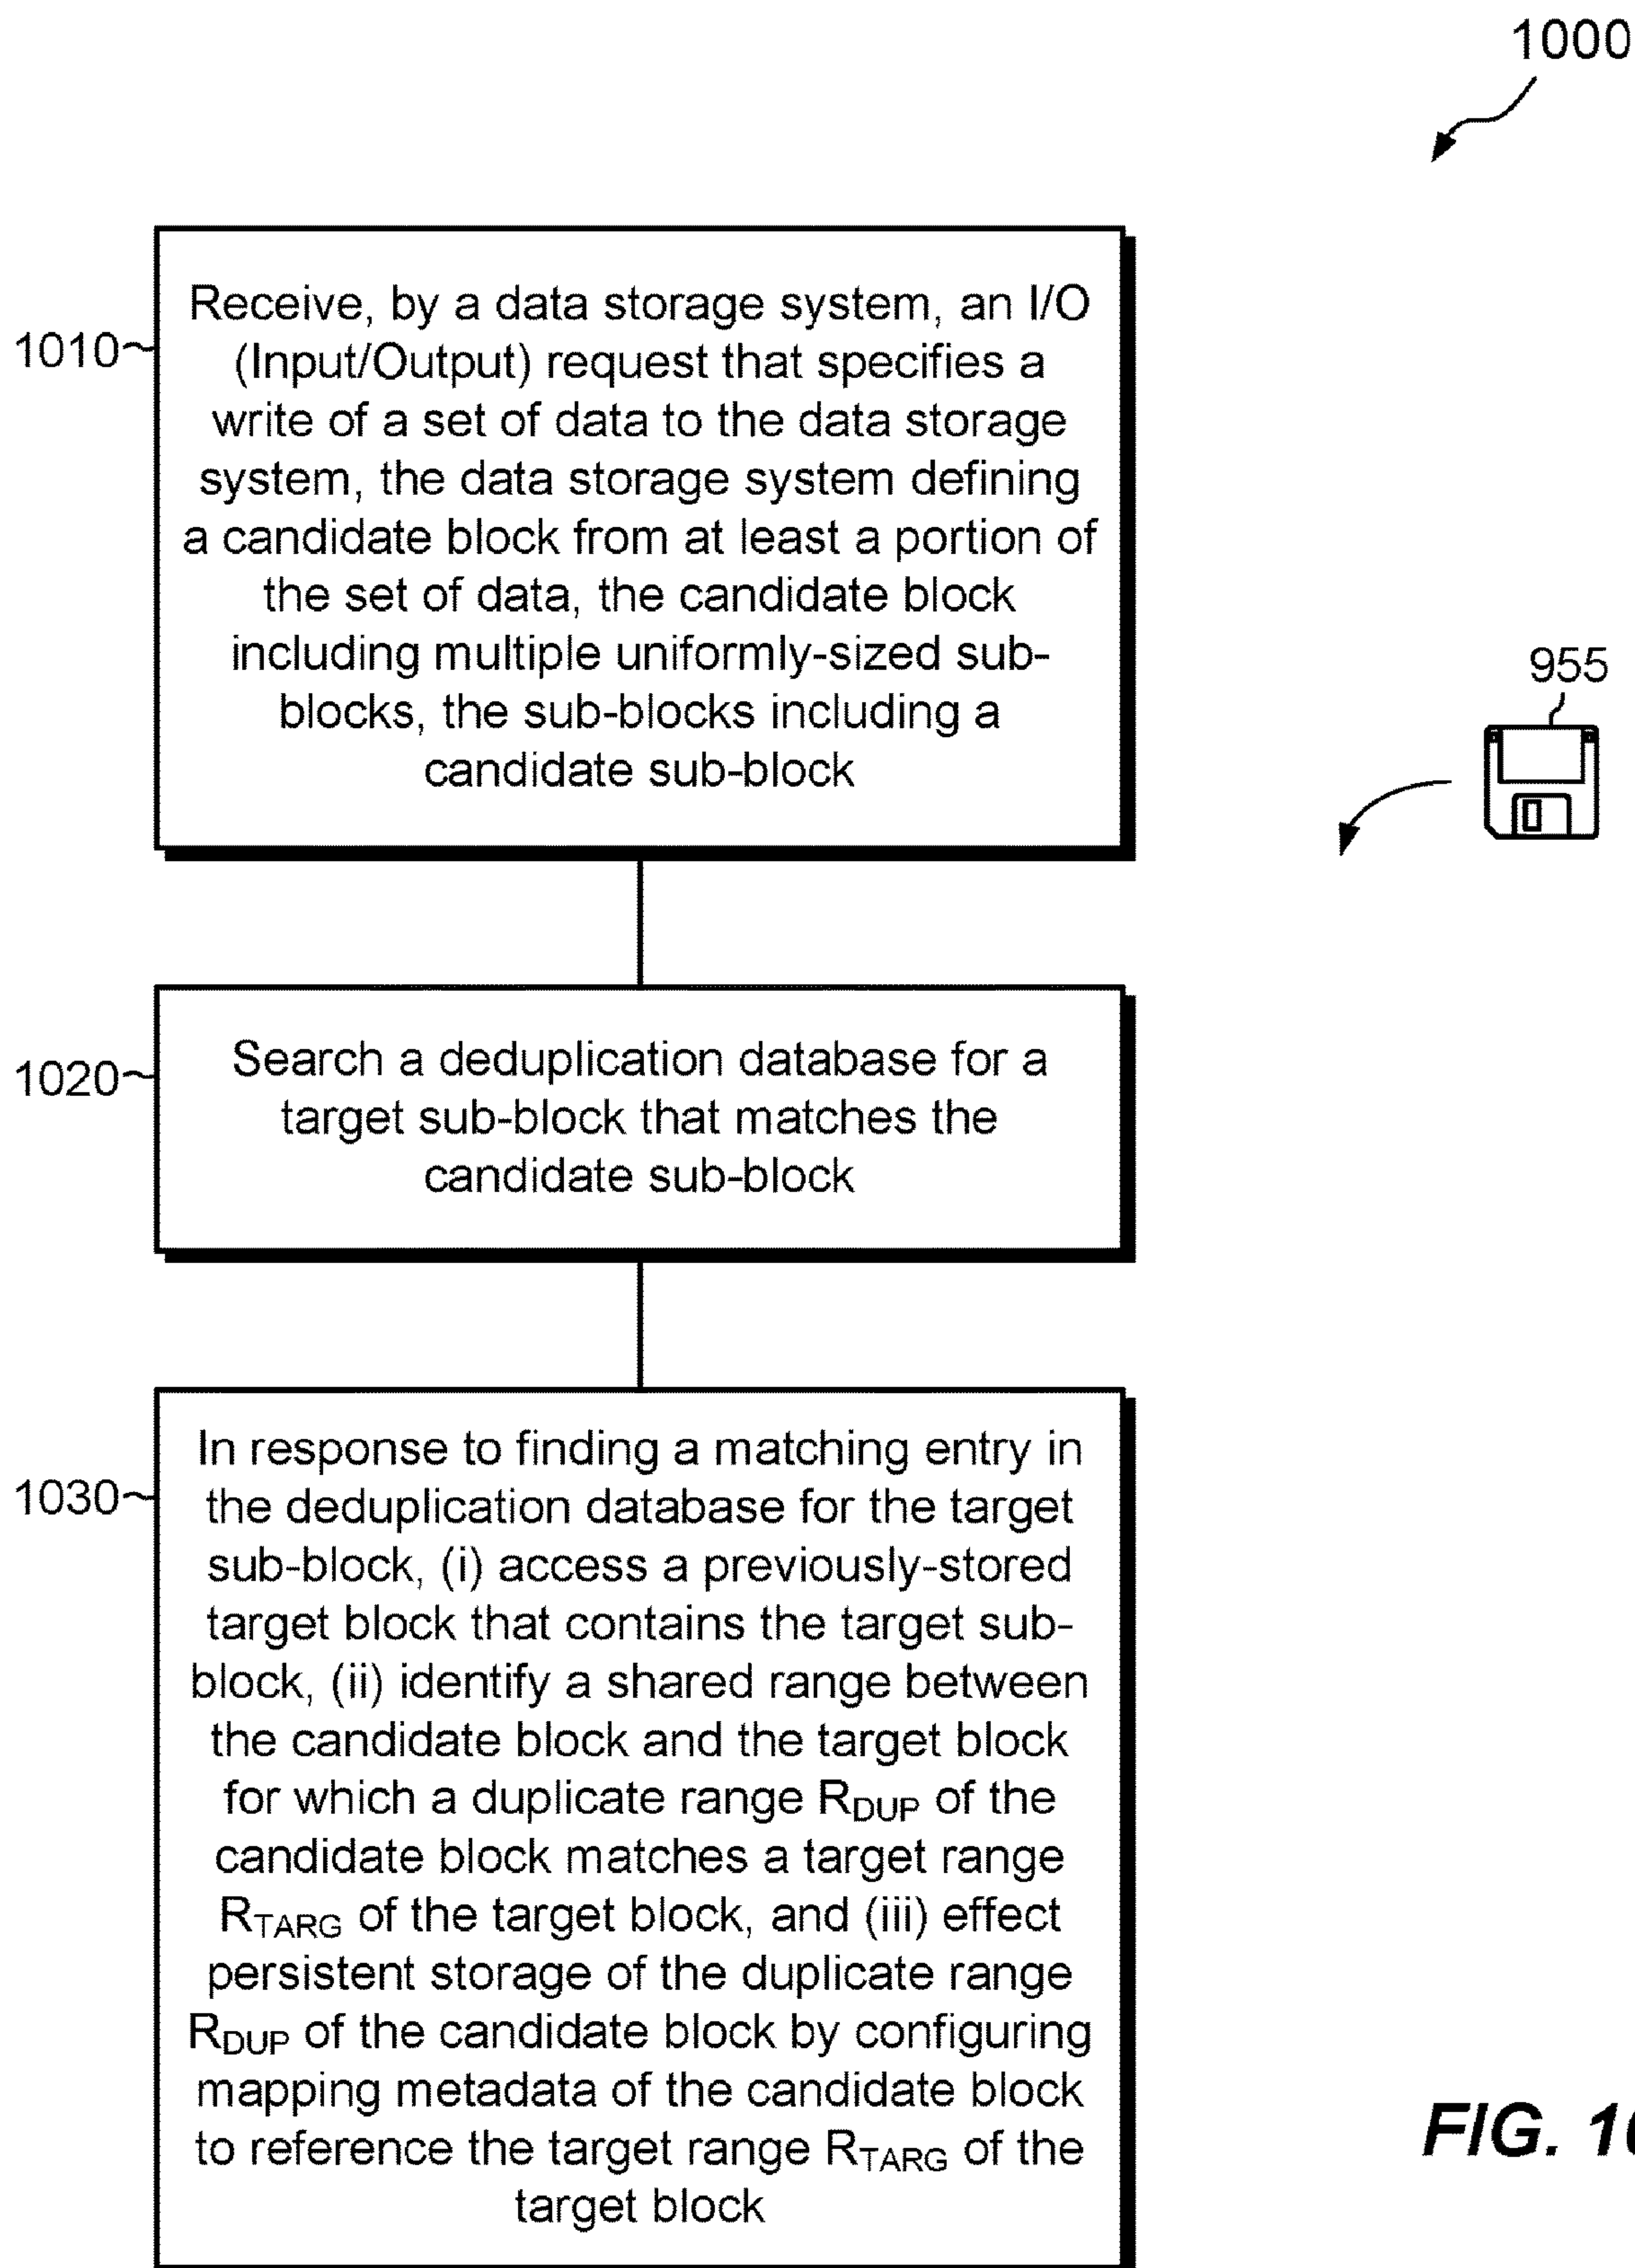 1000
1010
Receive, by a data storage system, an I/O
(Input/Output) request that specifies a
write of a set of data to the data storage
system, the data storage system defining
a candidate block from at least a portion of
the set of data, the candidate block
including multiple uniformly-sized sub-
blocks, the sub-blocks including a
candidate sub-block
955
1020
Search a deduplication database for a
target sub-block that matches the
candidate sub-block
1030
In response to finding a matching entry in
the deduplication database for the target
sub-block, (i) access a previously-stored
target block that contains the target sub-
block, (ii) identify a shared range between
the candidate block and the target block
for which a duplicate range RDUP of the
candidate block matches a target range
RTARG of the target block, and (iii) effect
persistent storage of the duplicate range
RDUP of the candidate block by configuring
mapping metadata of the candidate block
to reference the target range RTARG of the
target block
FIG. 10